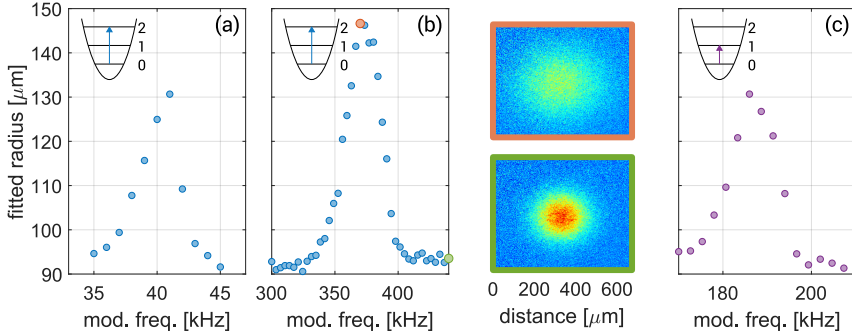 fitted radius [μm]
150
140
130
120
110
100
90
(a)
2
1
0
35 40 45
mod. freq. [kHz]
(b)
2
1
0
300 350 400
mod. freq. [kHz]
0 200 400 600
distance [μm]
(c)
2
1
0
180 200
mod. freq. [kHz]